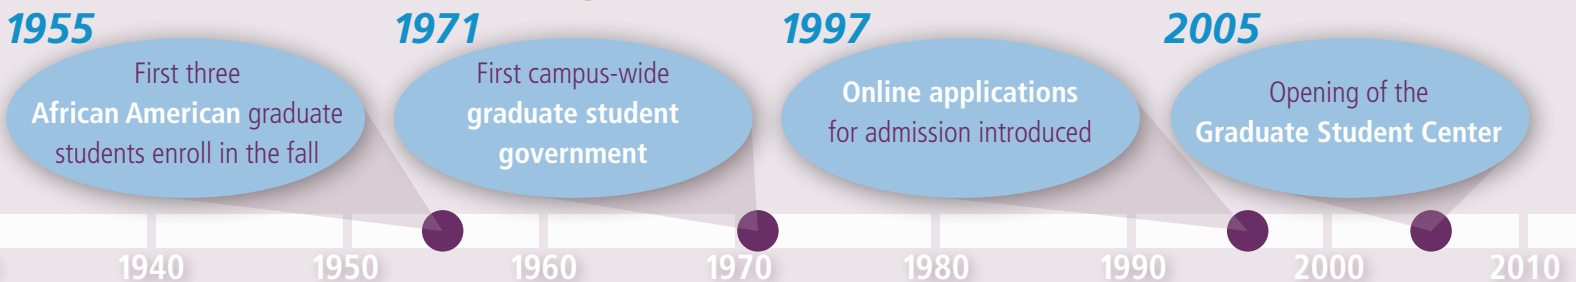 1955
First three
African American graduate
students enroll in the fall
1971
First campus-wide
graduate student
government
1997
Online applications
for admission introduced
2005
Opening of the
Graduate Student Center
1940 1950 1960 1970 1980 1990 2000 2010